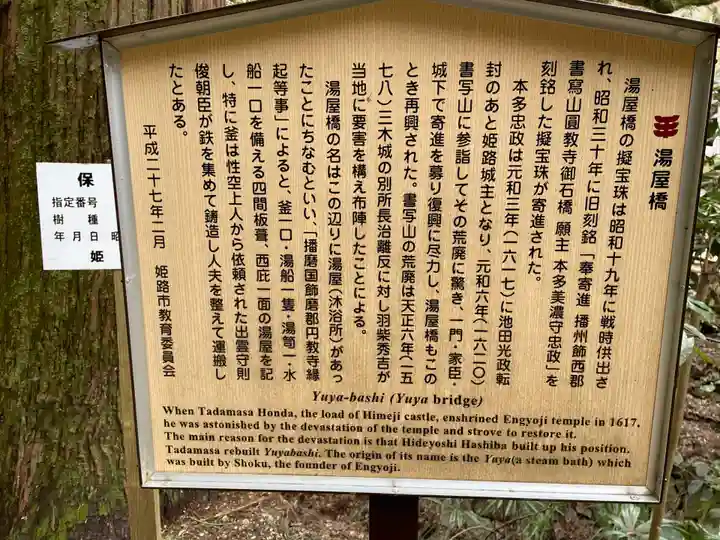 湯屋橋
湯屋橋の擬宝珠は昭和十九年に戦時供出さ
れ、昭和三十年に旧刻銘「奉寄進 播州飾西郡
書寫山圓教寺御石橋 願主 本多美濃守忠政」を
刻銘した擬宝珠が寄進された。
本多忠政は元和三年(一六一七)に池田光政転
封のあと姫路城主となり、元和六年(一六二〇)
書写山に参詣してその荒廃に驚き、一門・家臣・
城下で寄進を募り復興に尽力し、湯屋橋もこの
とき再興された。書写山の荒廃は天正六年(一五
七八)三木城の別所長治離反に対し羽柴秀吉が
当地に要害を構え布陣したことによる。
湯屋橋の名はこの辺りに湯屋(沐浴所)があっ
たことにちなむといい、「播磨国飾磨郡円教寺縁
起等事」によると、釜一口・湯船一隻・湯笥一・水
船一口を備える四間板葺、西庇一面の湯屋を記
し、特に釜は性空上人から依頼された出雲守則
俊朝臣が鉄を集めて鋳造し人夫を整えて運搬し
たとある。
平成二十七年二月 姫路市教育委員会
Yuya-bashi (Yuya bridge)
When Tadamasa Honda, the load of Himeji castle, enshrined Engyoji temple in 1617,
he was astonished by the devastation of the temple and strove to restore it.
The main reason for the devastation is that Hideyoshi Hashiba built up his position.
Tadamasa rebuilt Yuyabashi. The origin of its name is the Yuya(a steam bath) which
was built by Shoku, the founder of Engyoji.
保
指定番号
樹 種
年 月 日 昭
姫